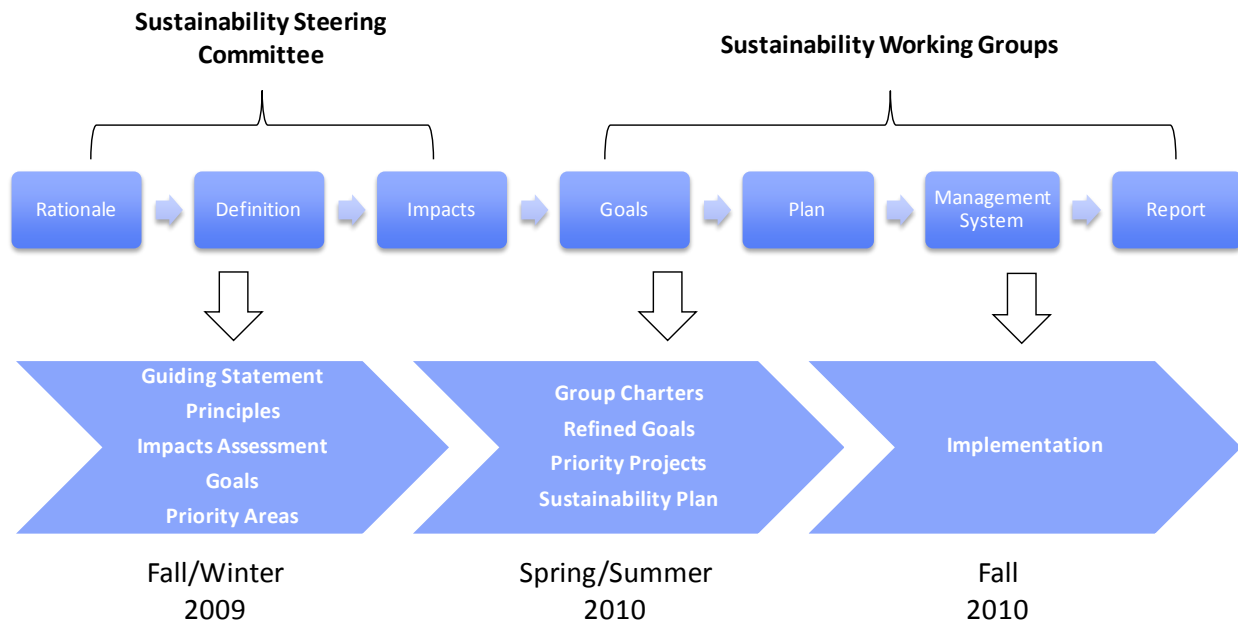 Sustainability Steering
Committee
Sustainability Working Groups
Rationale
Definition
Impacts
Goals
Plan
Management
System
Report
Guiding Statement
Principles
Impacts Assessment
Goals
Priority Areas
Group Charters
Refined Goals
Priority Projects
Sustainability Plan
Implementation
Fall/Winter
2009
Spring/Summer
2010
Fall
2010